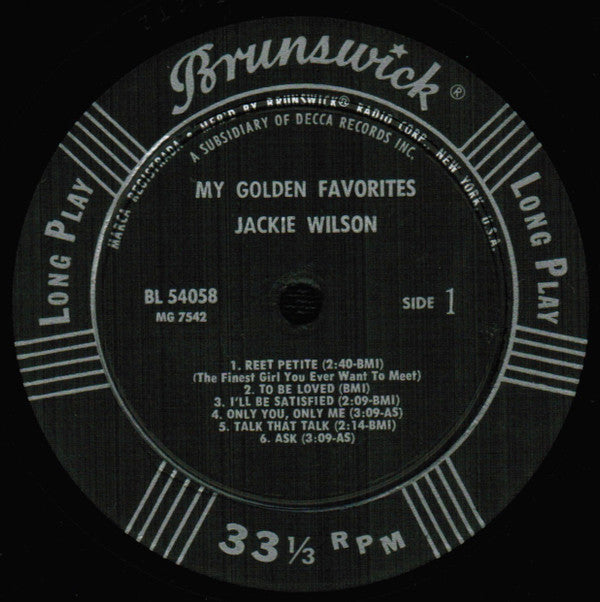 Brunswick ®
MARCA REGISTRADA • MFR'D BY BRUNSWICK® RADIO CORP., NEW YORK, U.S.A.
A SUBSIDIARY OF DECCA RECORDS INC.
LONG PLAY
LONG PLAY
MY GOLDEN FAVORITES
JACKIE WILSON
BL 54058
MG 7542
SIDE 1
1. REET PETITE (2:40-BMI)
(The Finest Girl You Ever Want To Meet)
2. TO BE LOVED (BMI)
3. I'LL BE SATISFIED (2:09-BMI)
4. ONLY YOU, ONLY ME (3:09-AS)
5. TALK THAT TALK (2:14-BMI)
6. ASK (3:09-AS)
33 1/3 RPM